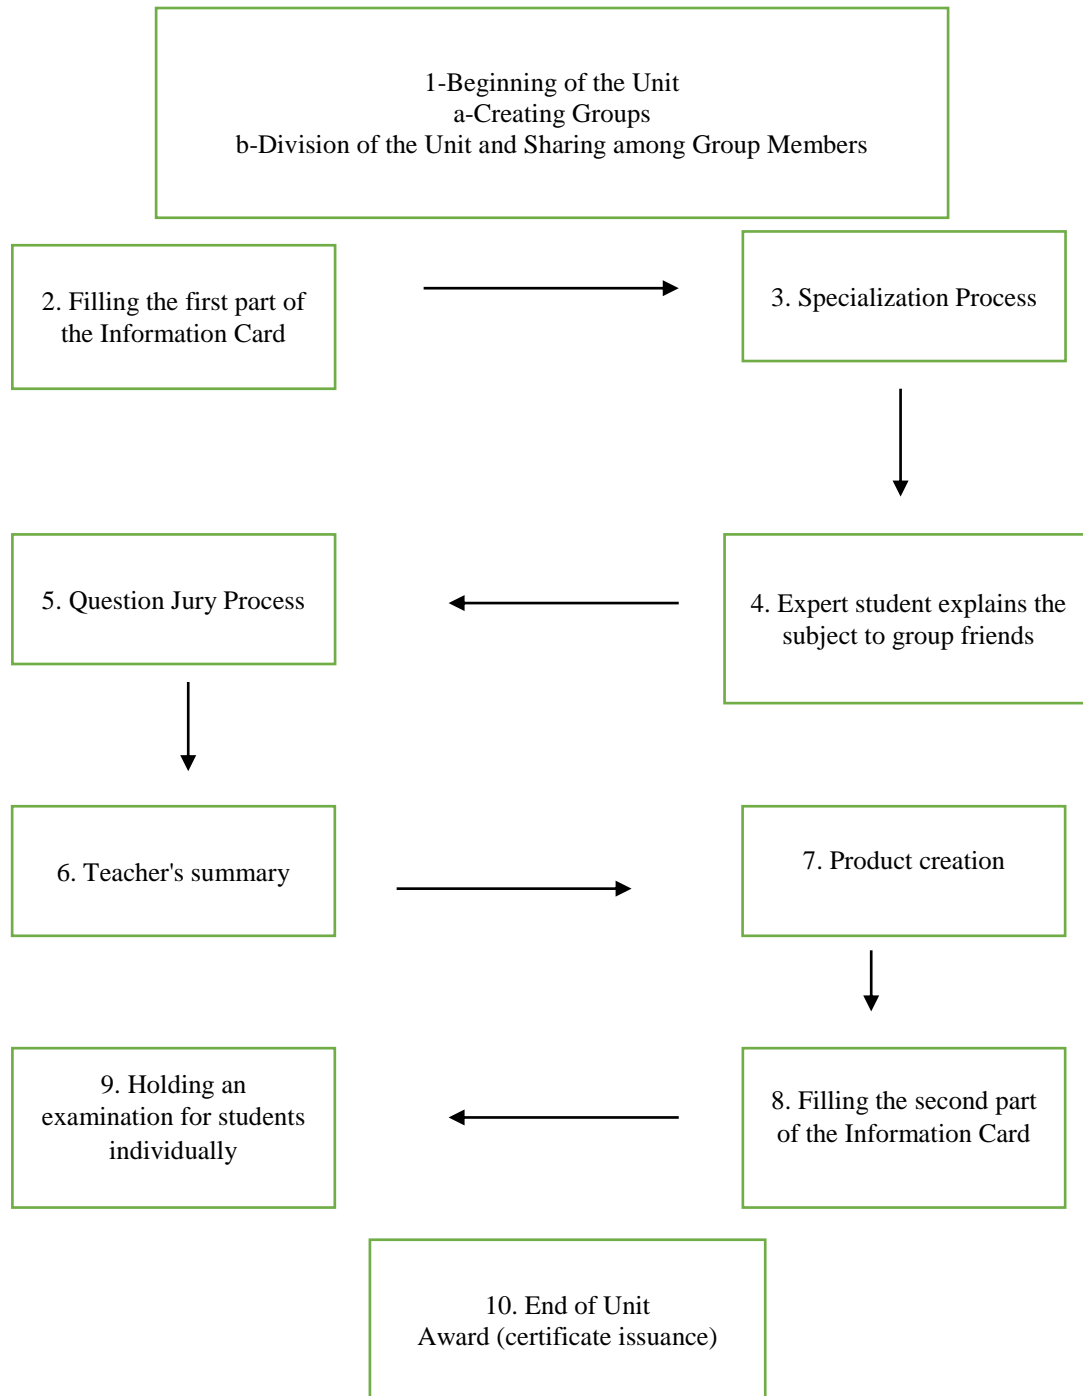 1-Beginning of the Unit
a-Creating Groups
b-Division of the Unit and Sharing among Group Members
2. Filling the first part of
the Information Card
3. Specialization Process
5. Question Jury Process
4. Expert student explains the
subject to group friends
6. Teacher's summary
7. Product creation
9. Holding an
examination for students
individually
8. Filling the second part
of the Information Card
10. End of Unit
Award (certificate issuance)